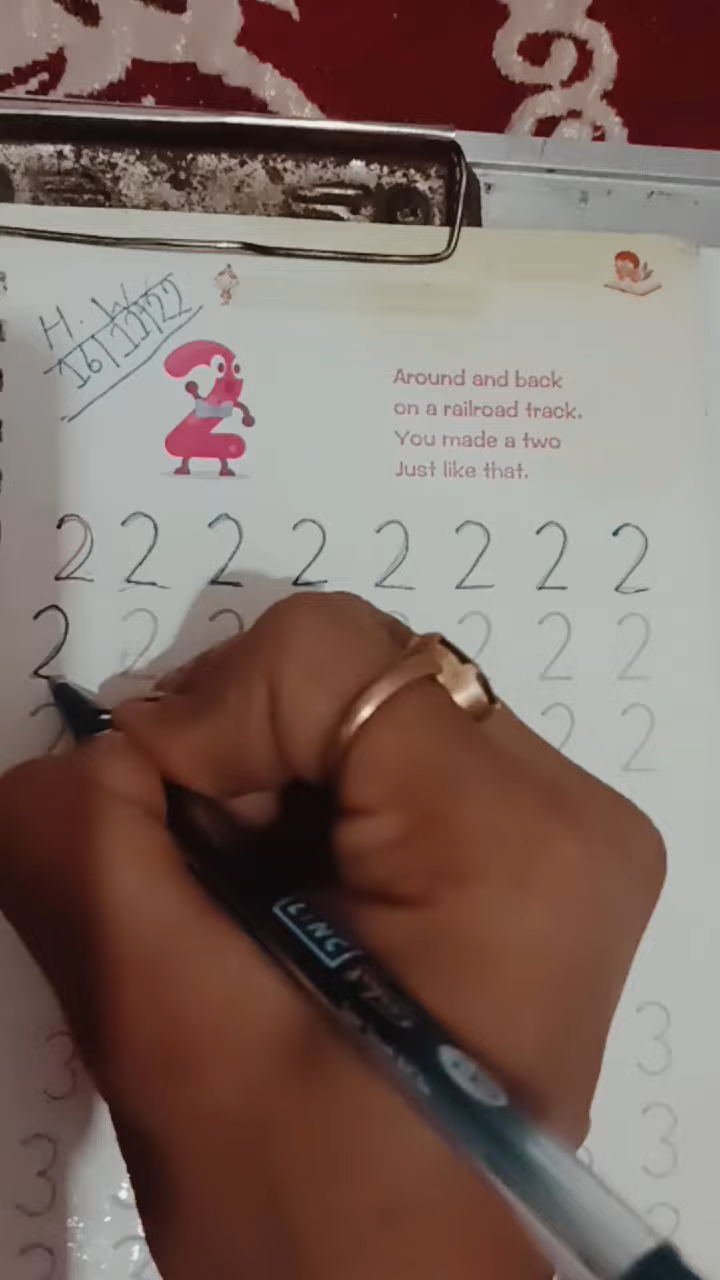 H. W
16/11/22
Around and back
on a railroad track.
You made a two
Just like that.
2 2 2 2 2 2 2 2
2 2 2 2 2 2
2 2 2
LINC
3
3 3